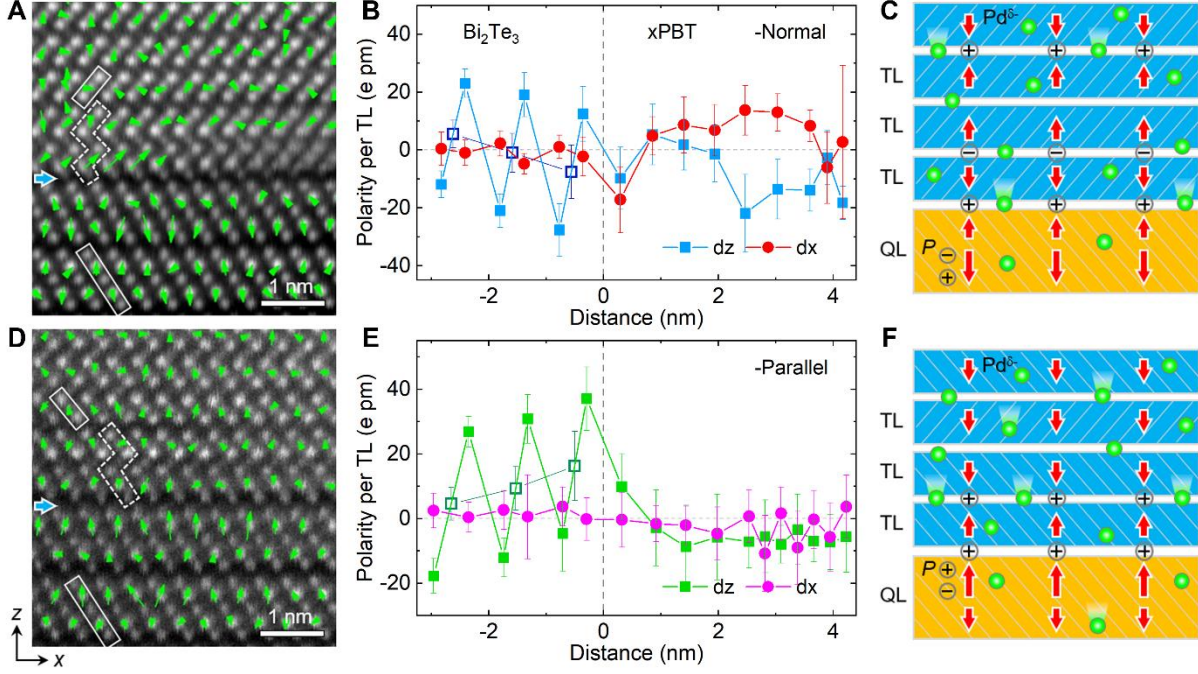 A
1 nm
B
Bi₂Te₃
xPBT
-Normal
Polarity per TL (e pm)
40
20
0
-20
-40
dz
dx
-2
0
2
4
Distance (nm)
C
Pdᵟ⁻
+ + +
TL
TL
− − −
TL
+ + +
QL
P −
+
D
1 nm
z
x
E
-Parallel
Polarity per TL (e pm)
40
20
0
-20
dz
dx
-2
0
2
4
Distance (nm)
F
Pdᵟ⁻
TL
TL
+ + +
TL
+ + +
QL
P +
−